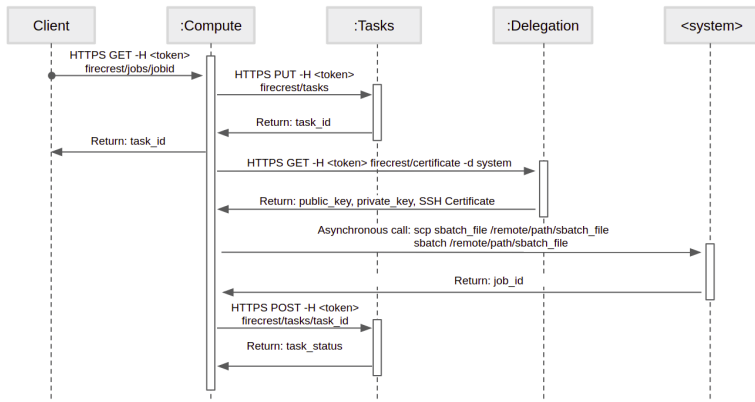 Client
:Compute
:Tasks
:Delegation
<system>
HTTPS GET -H <token>
firecrest/jobs/jobid
HTTPS PUT -H <token>
firecrest/tasks
Return: task_id
Return: task_id
HTTPS GET -H <token> firecrest/certificate -d system
Return: public_key, private_key, SSH Certificate
Asynchronous call: scp sbatch_file /remote/path/sbatch_file
sbatch /remote/path/sbatch_file
Return: job_id
HTTPS POST -H <token>
firecrest/tasks/task_id
Return: task_status